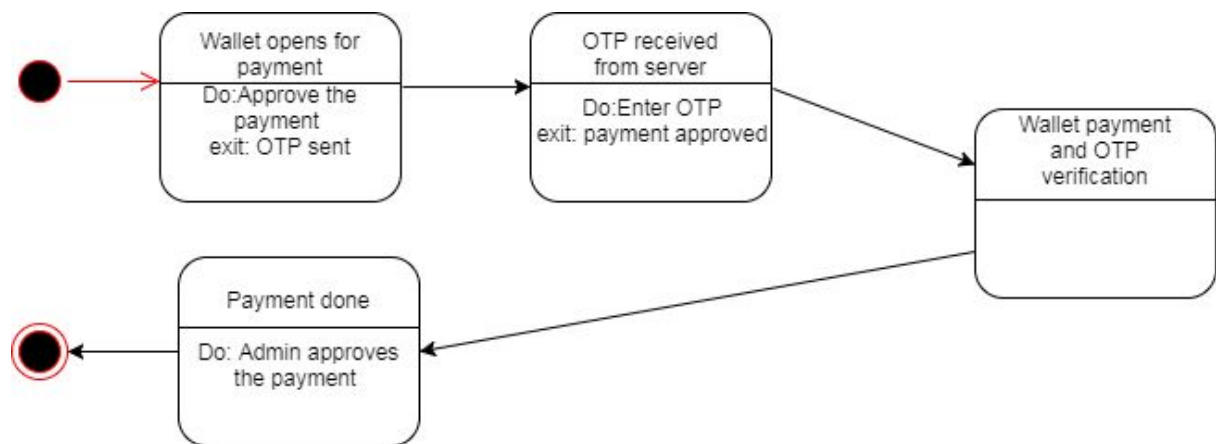 Wallet opens for
payment
Do:Approve the
payment
exit: OTP sent
OTP received
from server
Do:Enter OTP
exit: payment approved
Wallet payment
and OTP
verification
Payment done
Do: Admin approves
the payment